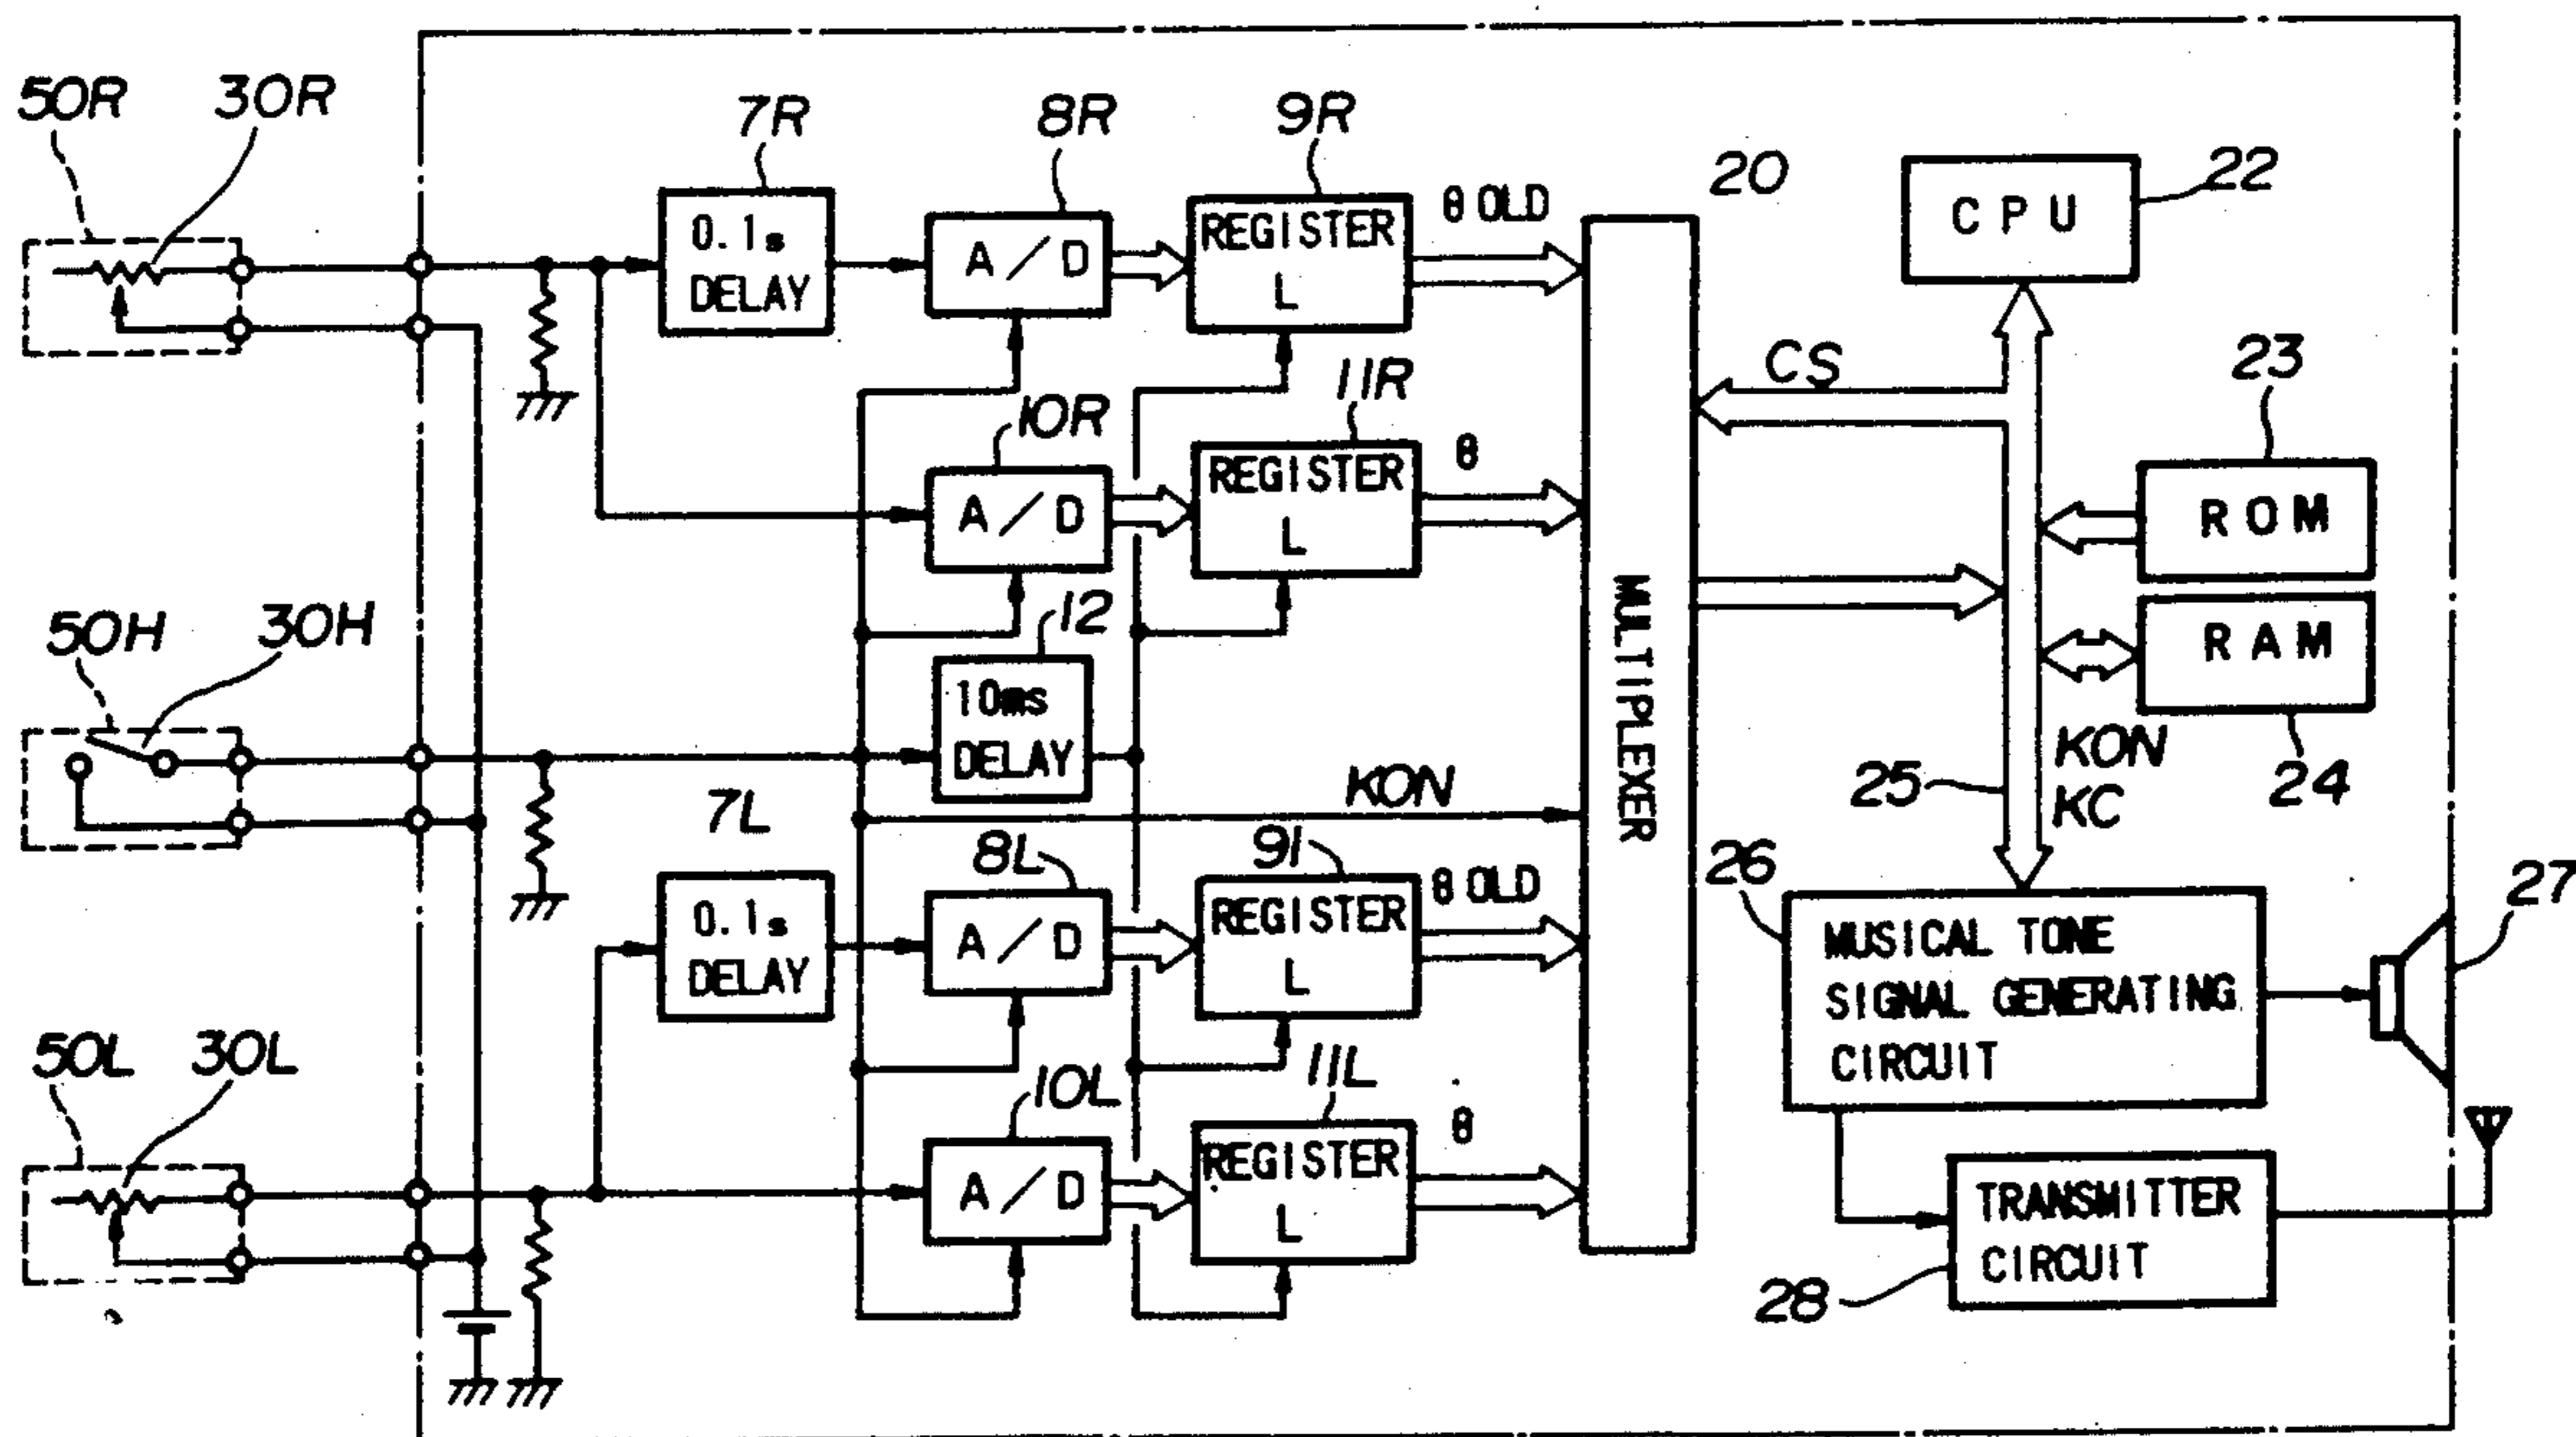 50R
30R
7R
8R
9R
20
22
0.1s
DELAY
A/D
REGISTER
L
θ OLD
CPU
CS
23
10R
11R
A/D
REGISTER
L
θ
ROM
50H
30H
12
10ms
DELAY
MULTIPLEXER
RAM
24
25
KON
KC
KON
7L
8L
9l
0.1s
DELAY
A/D
REGISTER
L
θ OLD
26
MUSICAL TONE
SIGNAL GENERATING
CIRCUIT
27
50L
30L
10L
11L
A/D
REGISTER
L
θ
TRANSMITTER
CIRCUIT
28